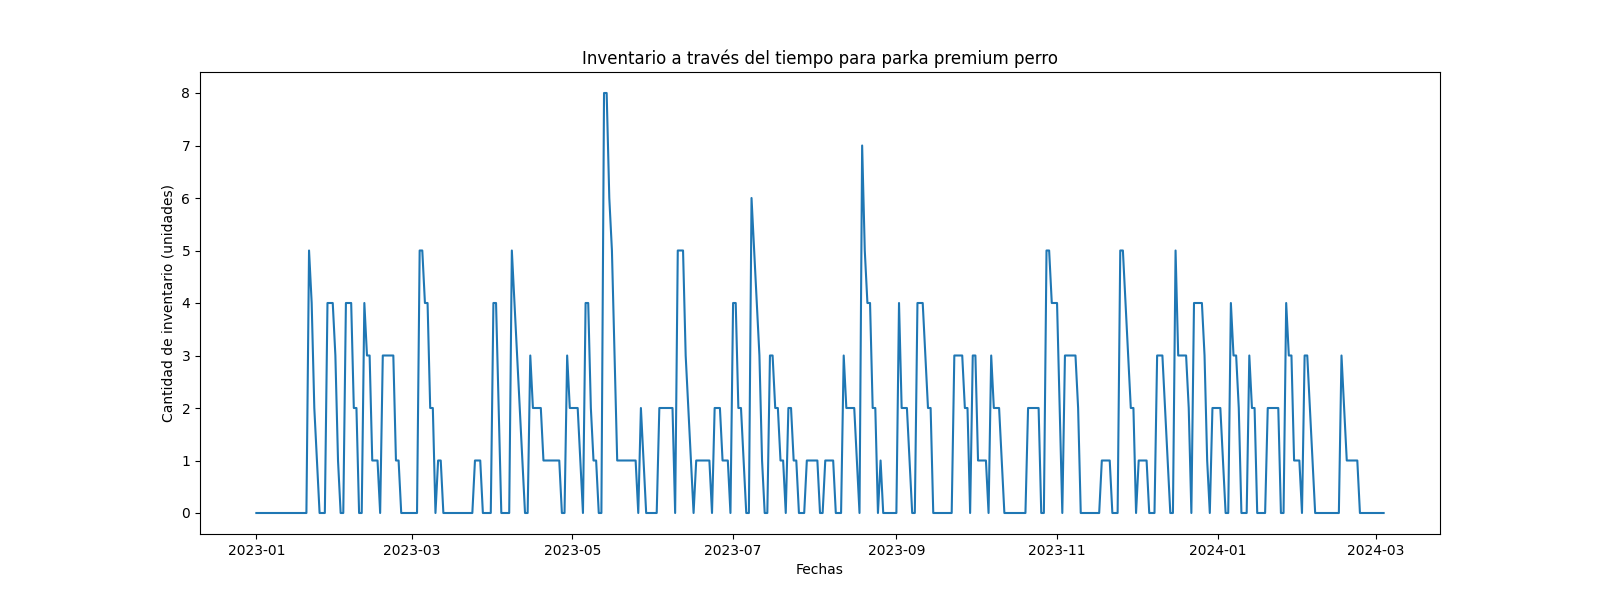 Inventario a través del tiempo para parka premium perro
Cantidad de inventario (unidades)
8
7
6
5
4
3
2
1
0
2023-01 2023-03 2023-05 2023-07 2023-09 2023-11 2024-01 2024-03
Fechas